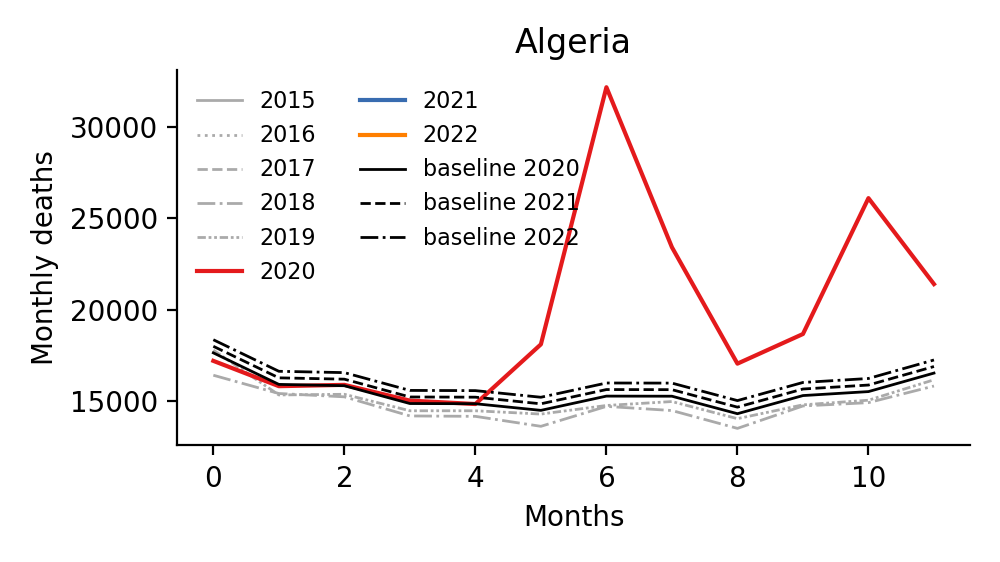 Algeria
Monthly deaths
30000
25000
20000
15000
2015
2016
2017
2018
2019
2020
2021
2022
baseline 2020
baseline 2021
baseline 2022
0 2 4 6 8 10
Months